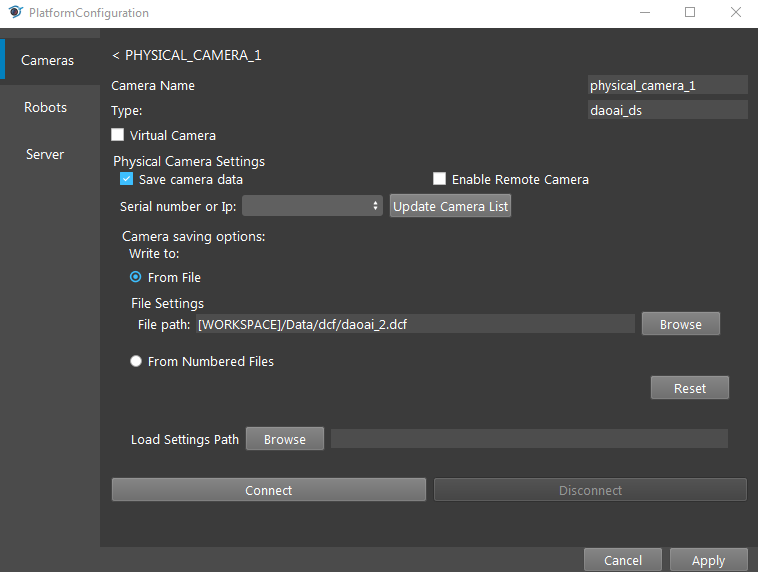 PlatformConfiguration
Cameras
Robots
Server
< PHYSICAL_CAMERA_1
Camera Name physical_camera_1
Type: daoai_ds
Virtual Camera
Physical Camera Settings
Save camera data Enable Remote Camera
Serial number or Ip: Update Camera List
Camera saving options:
Write to:
From File
File Settings
File path: [WORKSPACE]/Data/dcf/daoai_2.dcf Browse
From Numbered Files
Reset
Load Settings Path Browse
Connect Disconnect
Cancel Apply